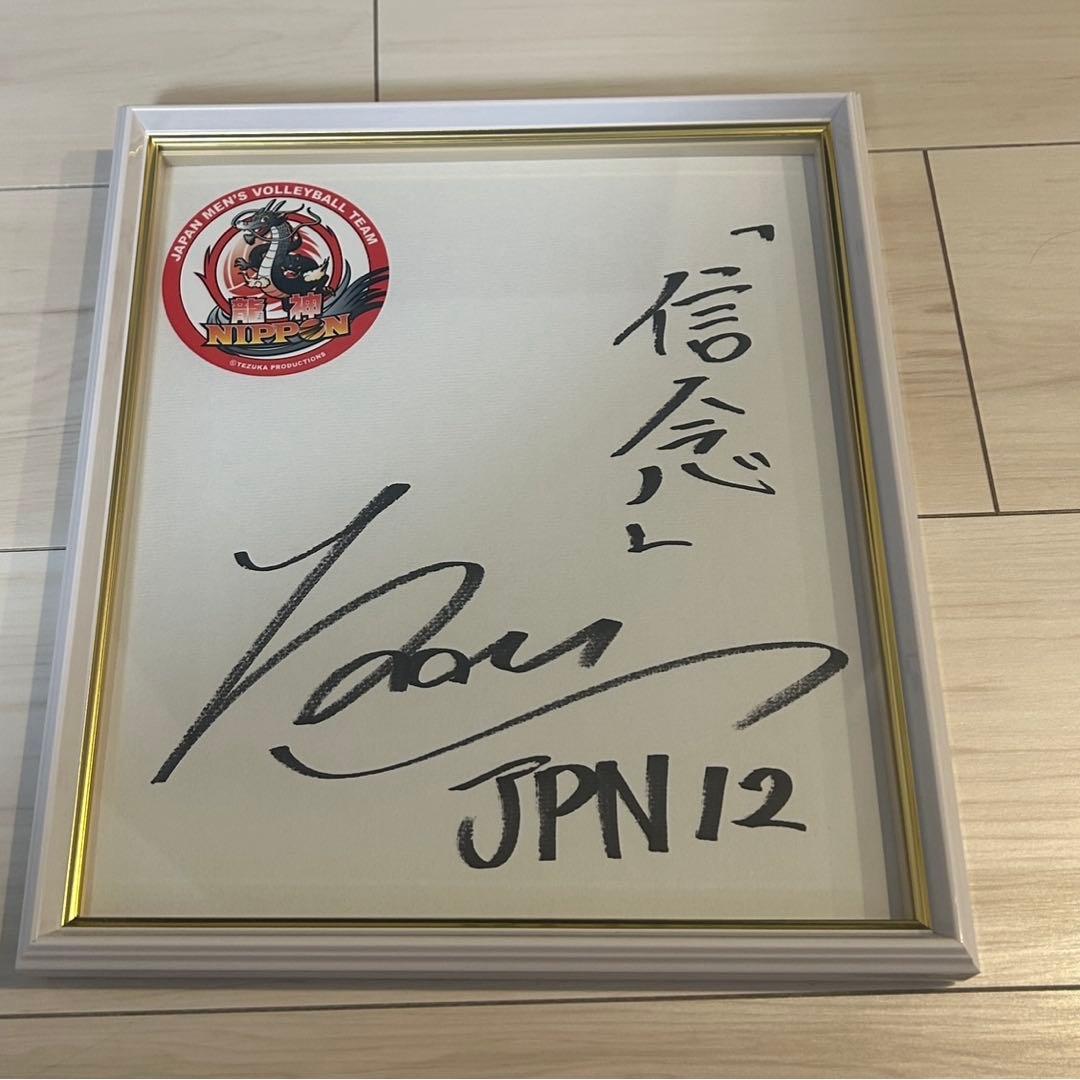 JAPAN MEN'S VOLLEYBALL TEAM
龍神
NIPPON
©TEZUKA PRODUCTIONS
「信念」
JPN 12